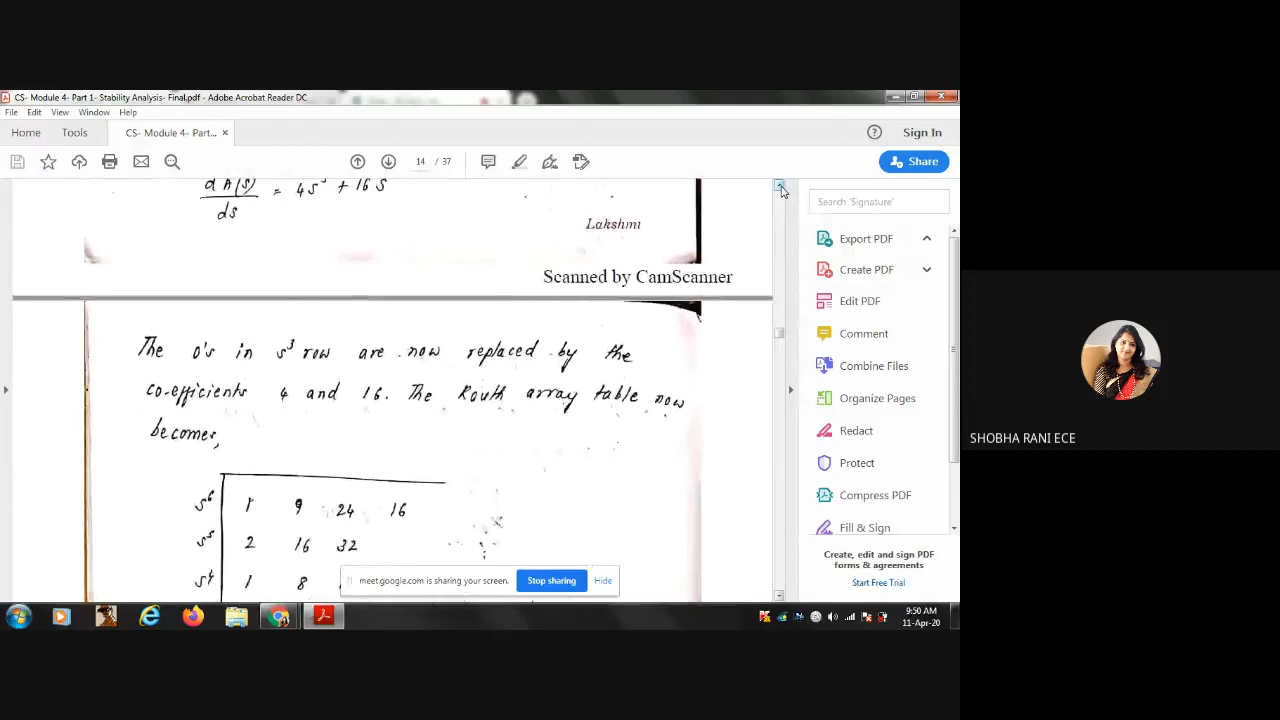 CS- Module 4- Part 1- Stability Analysis- Final.pdf - Adobe Acrobat Reader DC
File Edit View Window Help
Home Tools CS- Module 4- Part... × Sign In
14 / 37 Share
dA(s)/ds = 4s³ + 16s
Lakshmi
Scanned by CamScanner
The 0's in s³ row are now replaced by the
co-efficients 4 and 16. The Routh array table now
becomes,
s⁶ 1 9 24 16
s⁵ 2 16 32
s⁴ 1 8
meet.google.com is sharing your screen. Stop sharing Hide
Search 'Signature'
Export PDF
Create PDF
Edit PDF
Comment
Combine Files
Organize Pages
Redact
Protect
Compress PDF
Fill & Sign
Create, edit and sign PDF
forms & agreements
Start Free Trial
9:50 AM
11-Apr-20
SHOBHA RANI ECE